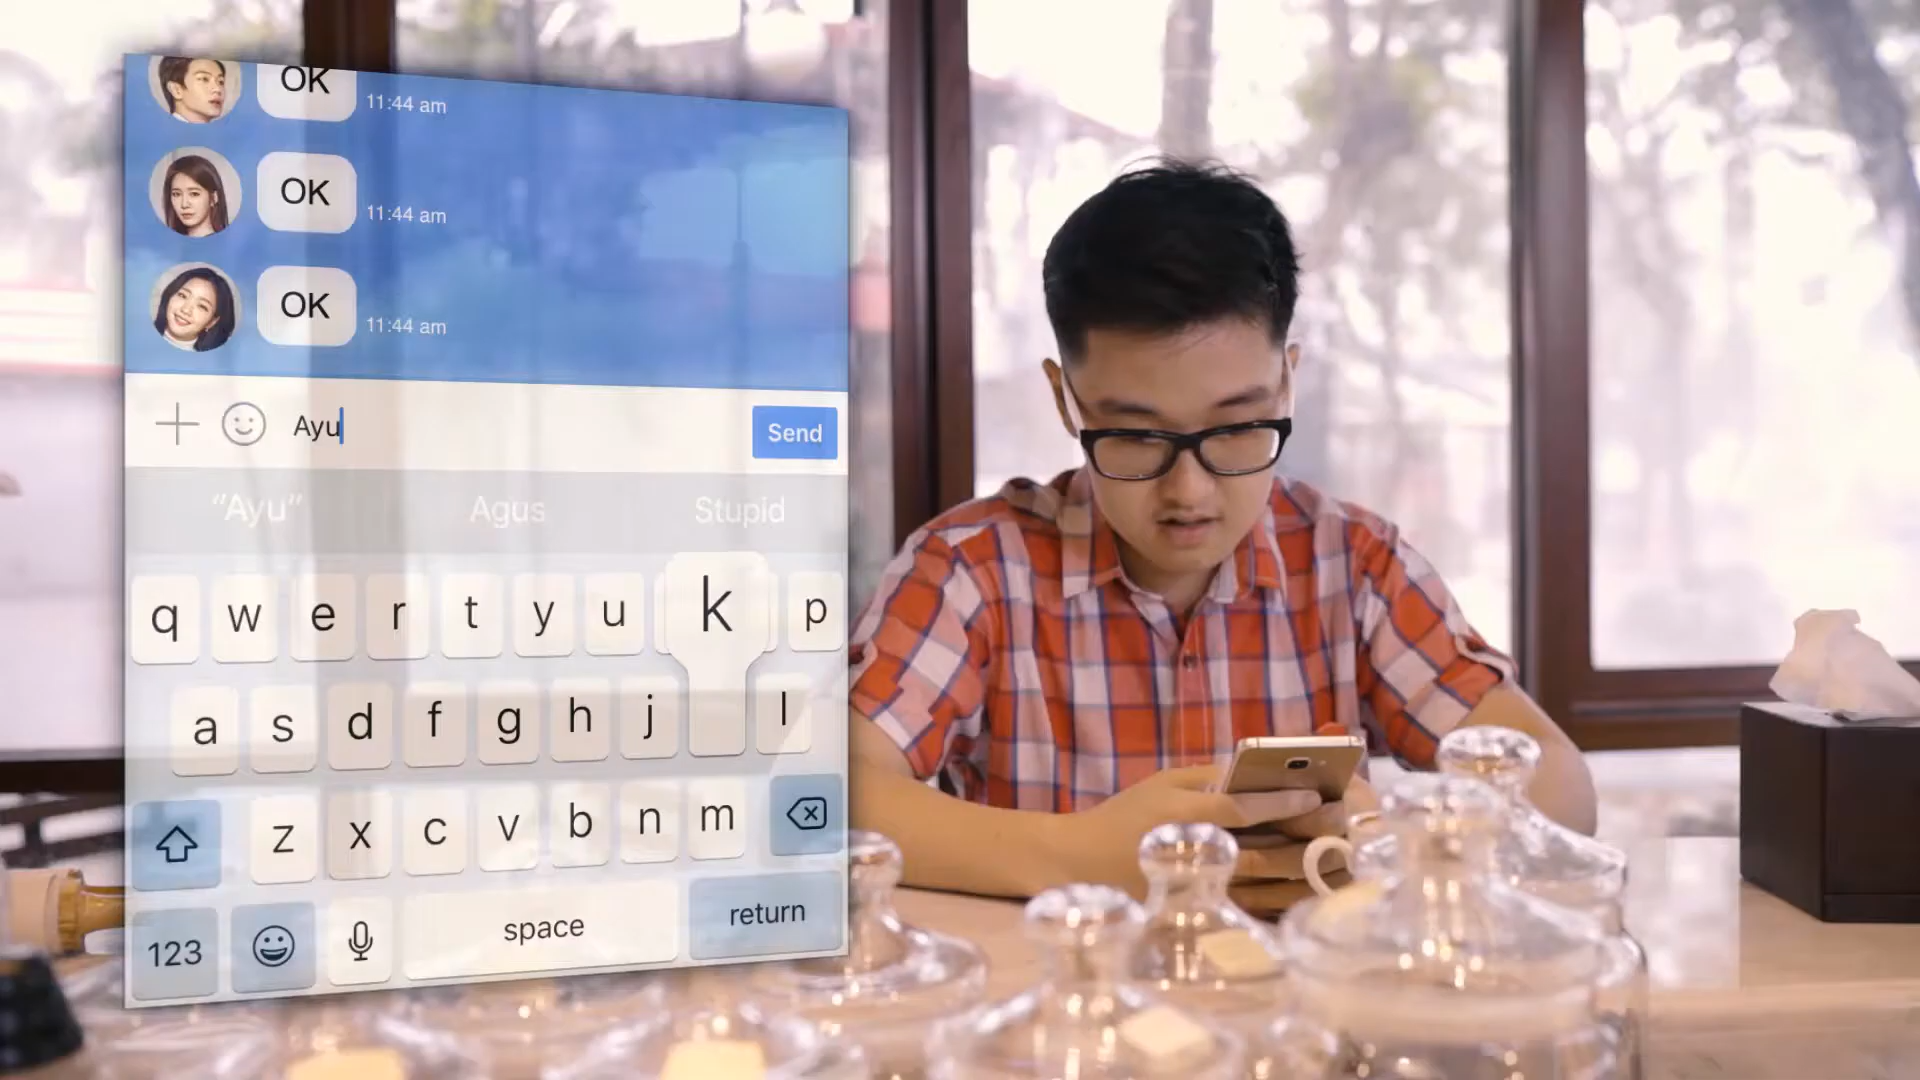 OK
11:44 am
OK
11:44 am
OK
11:44 am
Ayu
Send
“Ayu” Agus Stupid
q w e r t y u k p
a s d f g h j l
z x c v b n m
123 space return